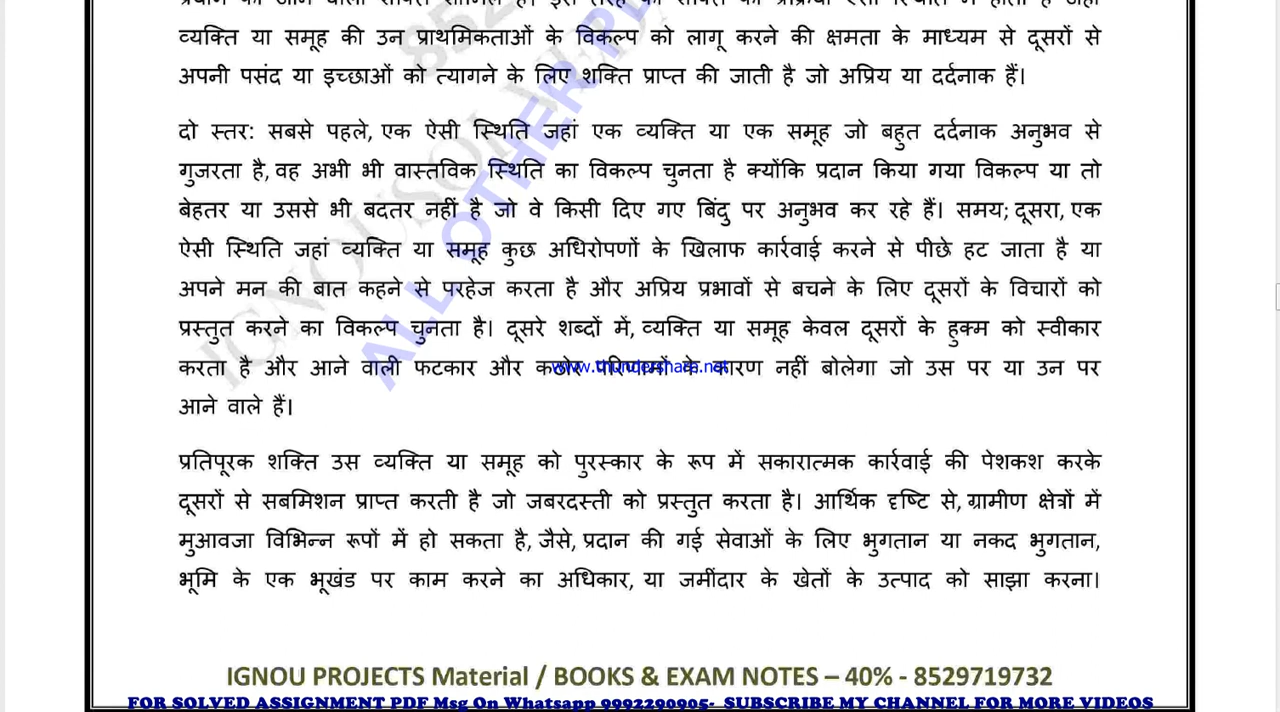 व्यक्ति या समूह की उन प्राथमिकताओं के विकल्प को लागू करने की क्षमता के माध्यम से दूसरों से
अपनी पसंद या इच्छाओं को त्यागने के लिए शक्ति प्राप्त की जाती है जो अप्रिय या दर्दनाक हैं।
दो स्तर: सबसे पहले, एक ऐसी स्थिति जहां एक व्यक्ति या एक समूह जो बहुत दर्दनाक अनुभव से
गुजरता है, वह अभी भी वास्तविक स्थिति का विकल्प चुनता है क्योंकि प्रदान किया गया विकल्प या तो
बेहतर या उससे भी बदतर नहीं है जो वे किसी दिए गए बिंदु पर अनुभव कर रहे हैं। समय; दूसरा, एक
ऐसी स्थिति जहां व्यक्ति या समूह कुछ अधिरोपणों के खिलाफ कार्रवाई करने से पीछे हट जाता है या
अपने मन की बात कहने से परहेज करता है और अप्रिय प्रभावों से बचने के लिए दूसरों के विचारों को
प्रस्तुत करने का विकल्प चुनता है। दूसरे शब्दों में, व्यक्ति या समूह केवल दूसरों के हुक्म को स्वीकार
करता है और आने वाली फटकार और कठोर परिणामों के कारण नहीं बोलेगा जो उस पर या उन पर
www.thundershare.net
आने वाले हैं।
प्रतिपूरक शक्ति उस व्यक्ति या समूह को पुरस्कार के रूप में सकारात्मक कार्रवाई की पेशकश करके
दूसरों से सबमिशन प्राप्त करती है जो जबरदस्ती को प्रस्तुत करता है। आर्थिक दृष्टि से, ग्रामीण क्षेत्रों में
मुआवजा विभिन्न रूपों में हो सकता है, जैसे, प्रदान की गई सेवाओं के लिए भुगतान या नकद भुगतान,
भूमि के एक भूखंड पर काम करने का अधिकार, या जमींदार के खेतों के उत्पाद को साझा करना।
ALL OTHER
IGNOU PROJECTS Material / BOOKS & EXAM NOTES – 40% - 8529719732
FOR SOLVED ASSIGNMENT PDF Msg On Whatsapp 9992290905- SUBSCRIBE MY CHANNEL FOR MORE VIDEOS